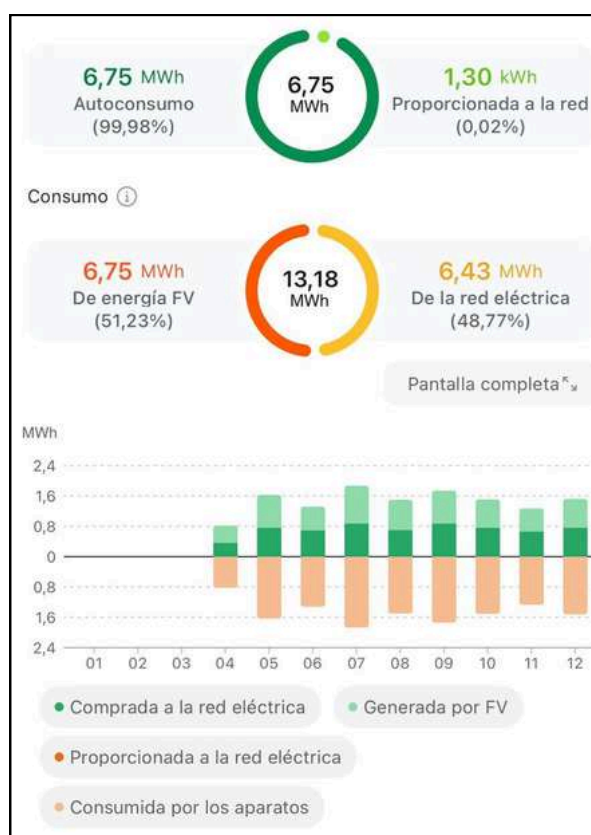 6,75 MWh
Autoconsumo
(99,98%)
6,75
MWh
1,30 kWh
Proporcionada a la red
(0,02%)
Consumo
6,75 MWh
De energía FV
(51,23%)
13,18
MWh
6,43 MWh
De la red eléctrica
(48,77%)
Pantalla completa
MWh
2,4
1,6
0,8
0
0,8
1,6
2,4
01 02 03 04 05 06 07 08 09 10 11 12
Comprada a la red eléctrica
Generada por FV
Proporcionada a la red eléctrica
Consumida por los aparatos